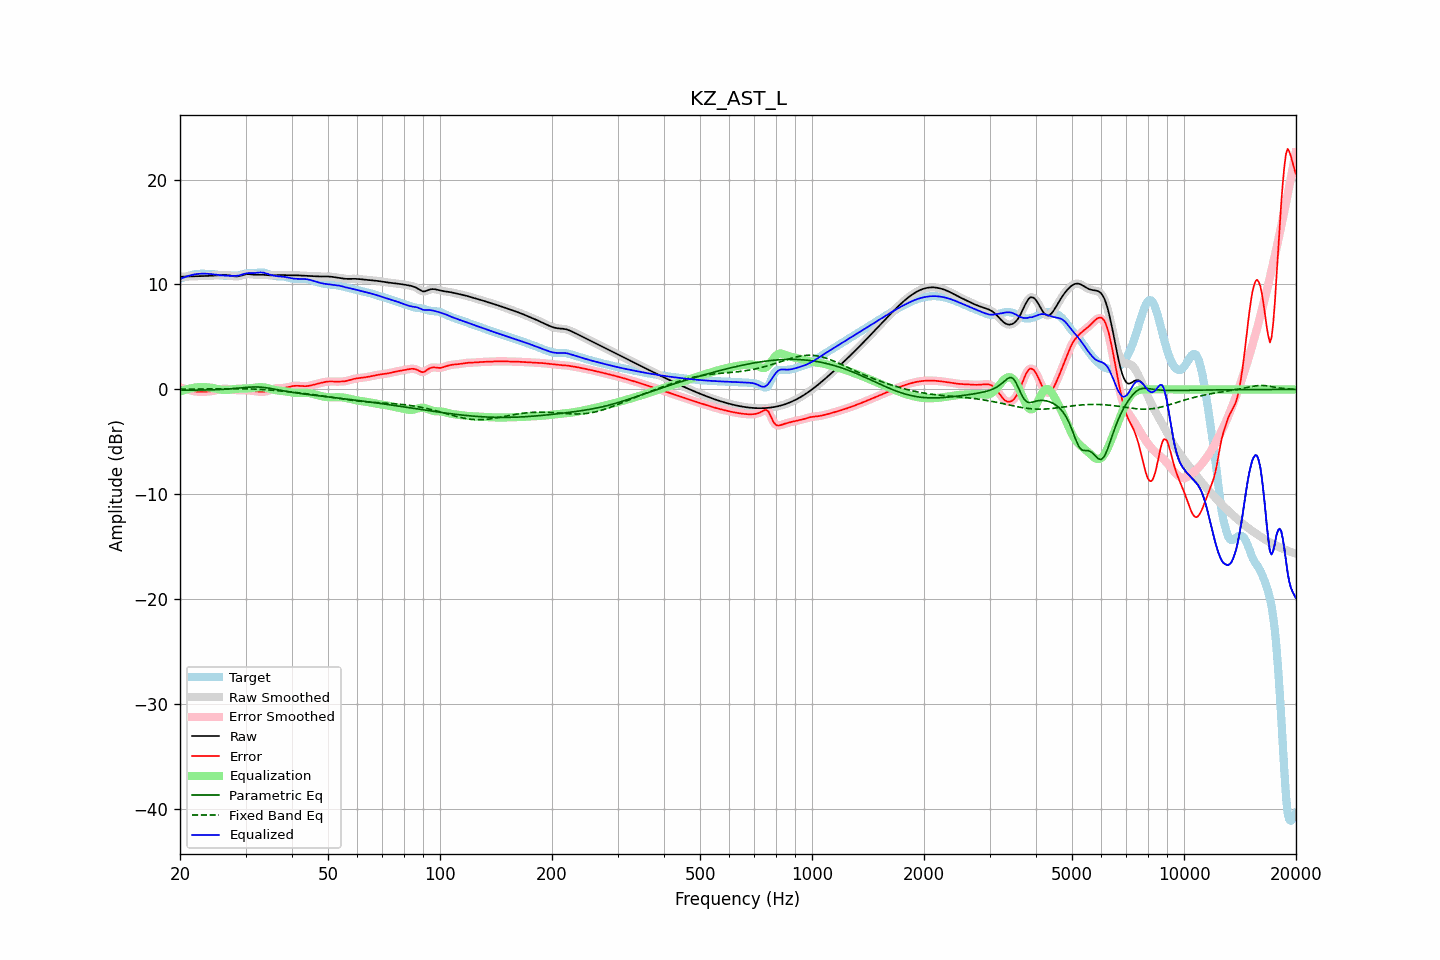 KZ_AST_L
Amplitude (dBr)
20
10
0
−10
−20
−30
−40
Target
Raw Smoothed
Error Smoothed
Raw
Error
Equalization
Parametric Eq
Fixed Band Eq
Equalized
20 50 100 200 500 1000 2000 5000 10000 20000
Frequency (Hz)